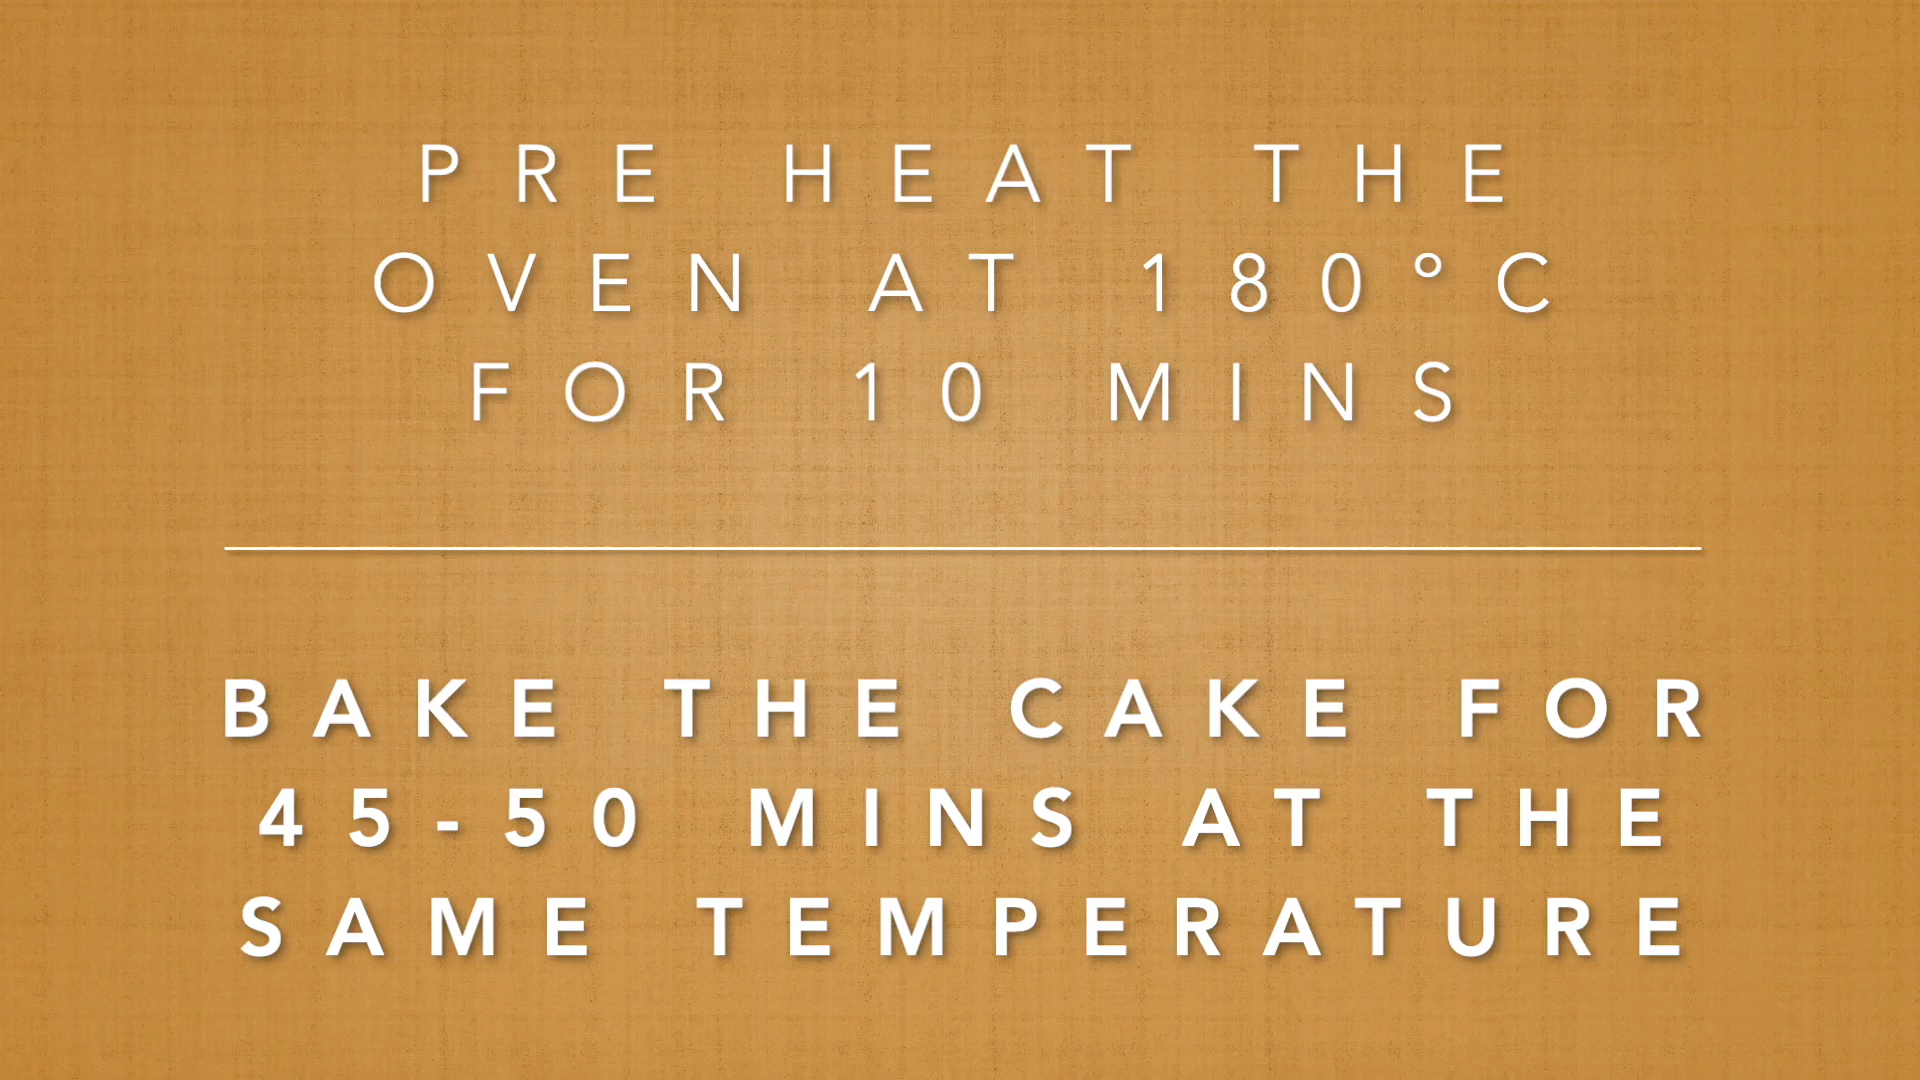 PRE HEAT THE
OVEN AT 180°C
FOR 10 MINS
BAKE THE CAKE FOR
45-50 MINS AT THE
SAME TEMPERATURE